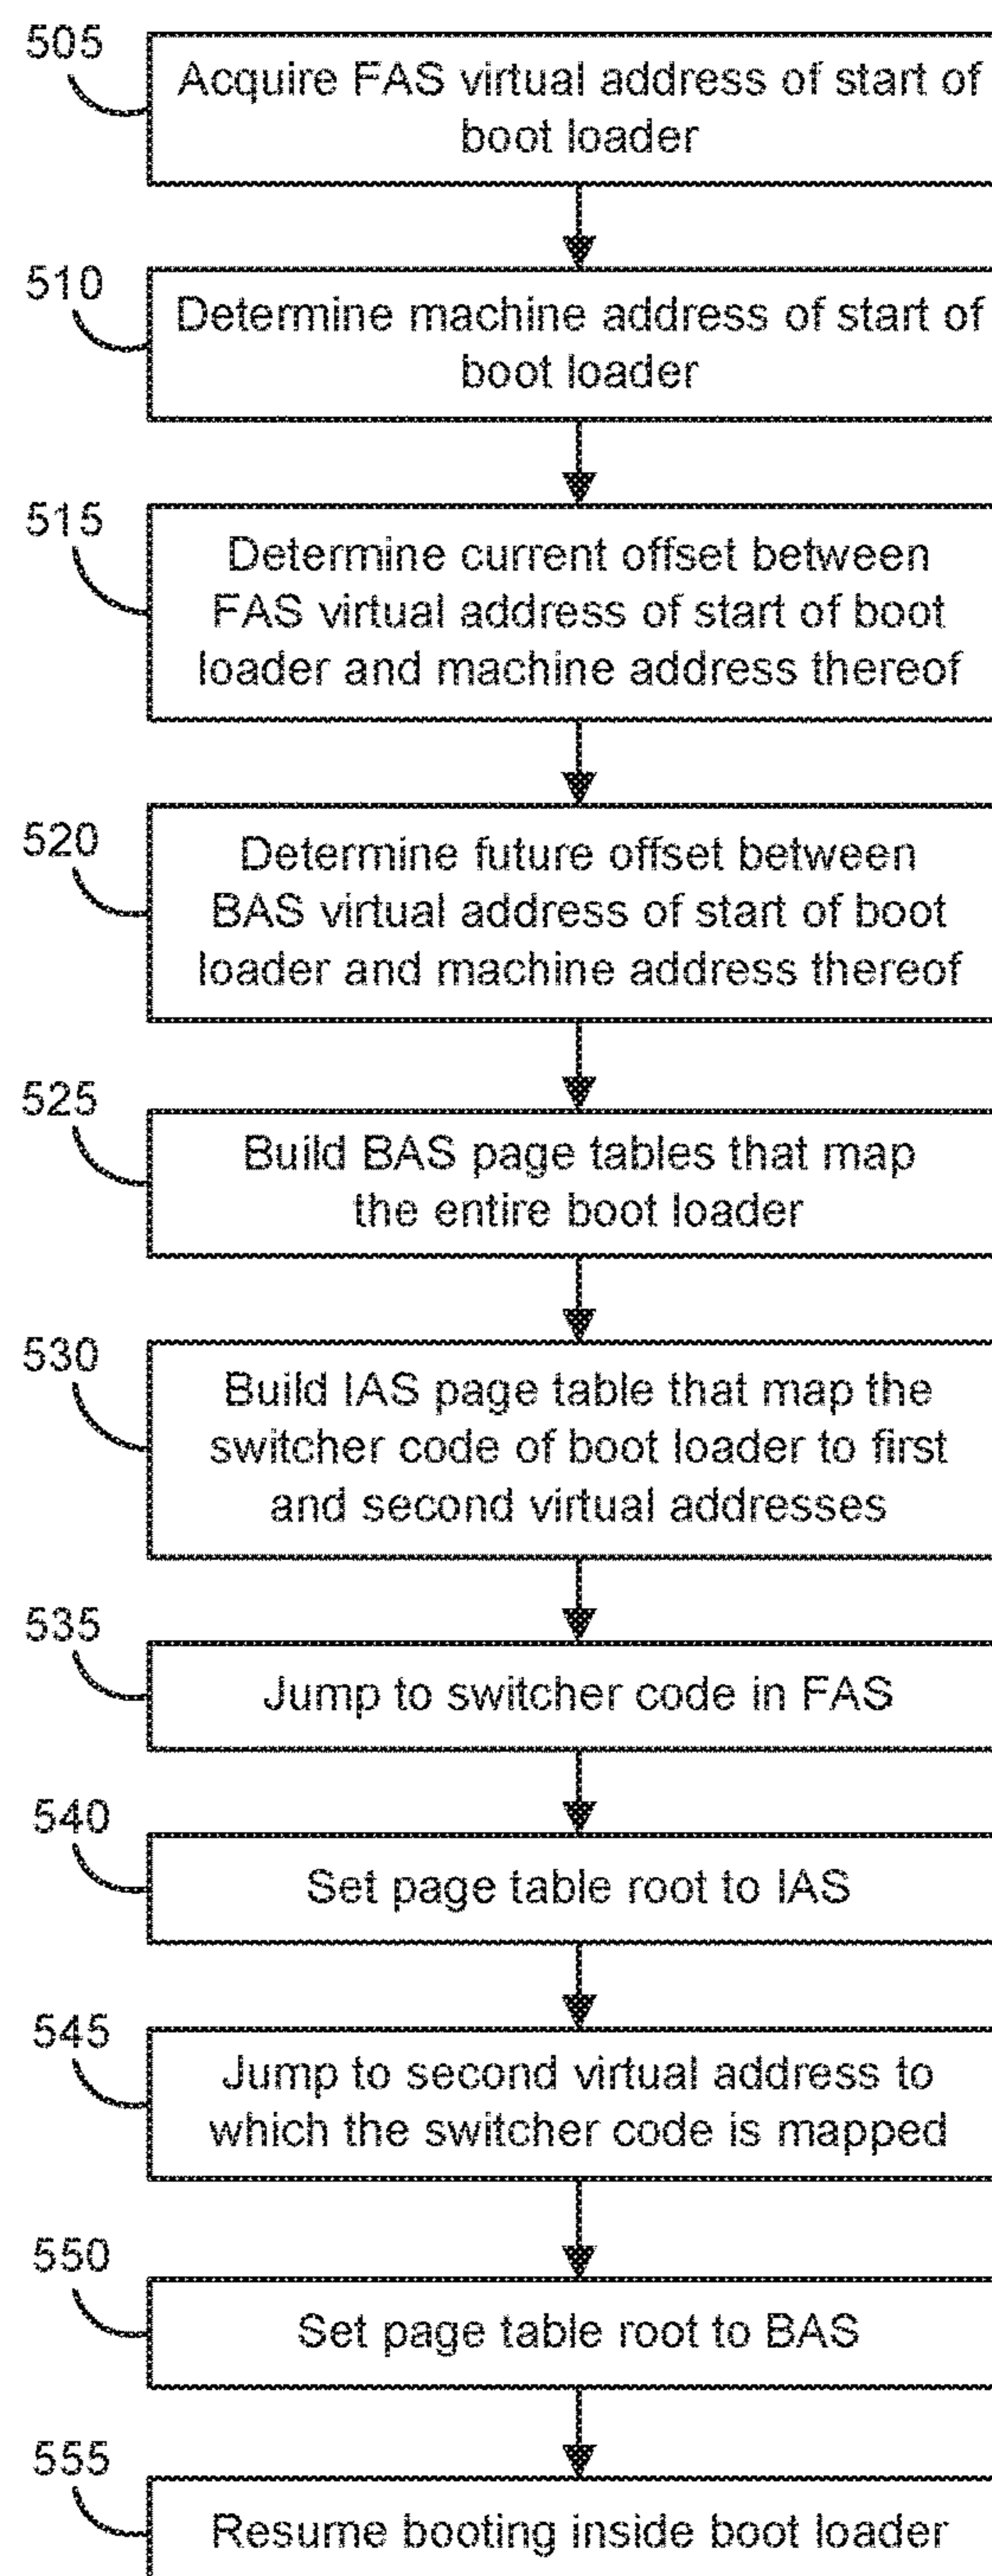 505
Acquire FAS virtual address of start of
boot loader
510
Determine machine address of start of
boot loader
515
Determine current offset between
FAS virtual address of start of boot
loader and machine address thereof
520
Determine future offset between
BAS virtual address of start of boot
loader and machine address thereof
525
Build BAS page tables that map
the entire boot loader
530
Build IAS page table that map the
switcher code of boot loader to first
and second virtual addresses
535
Jump to switcher code in FAS
540
Set page table root to IAS
545
Jump to second virtual address to
which the switcher code is mapped
550
Set page table root to BAS
555
Resume booting inside boot loader